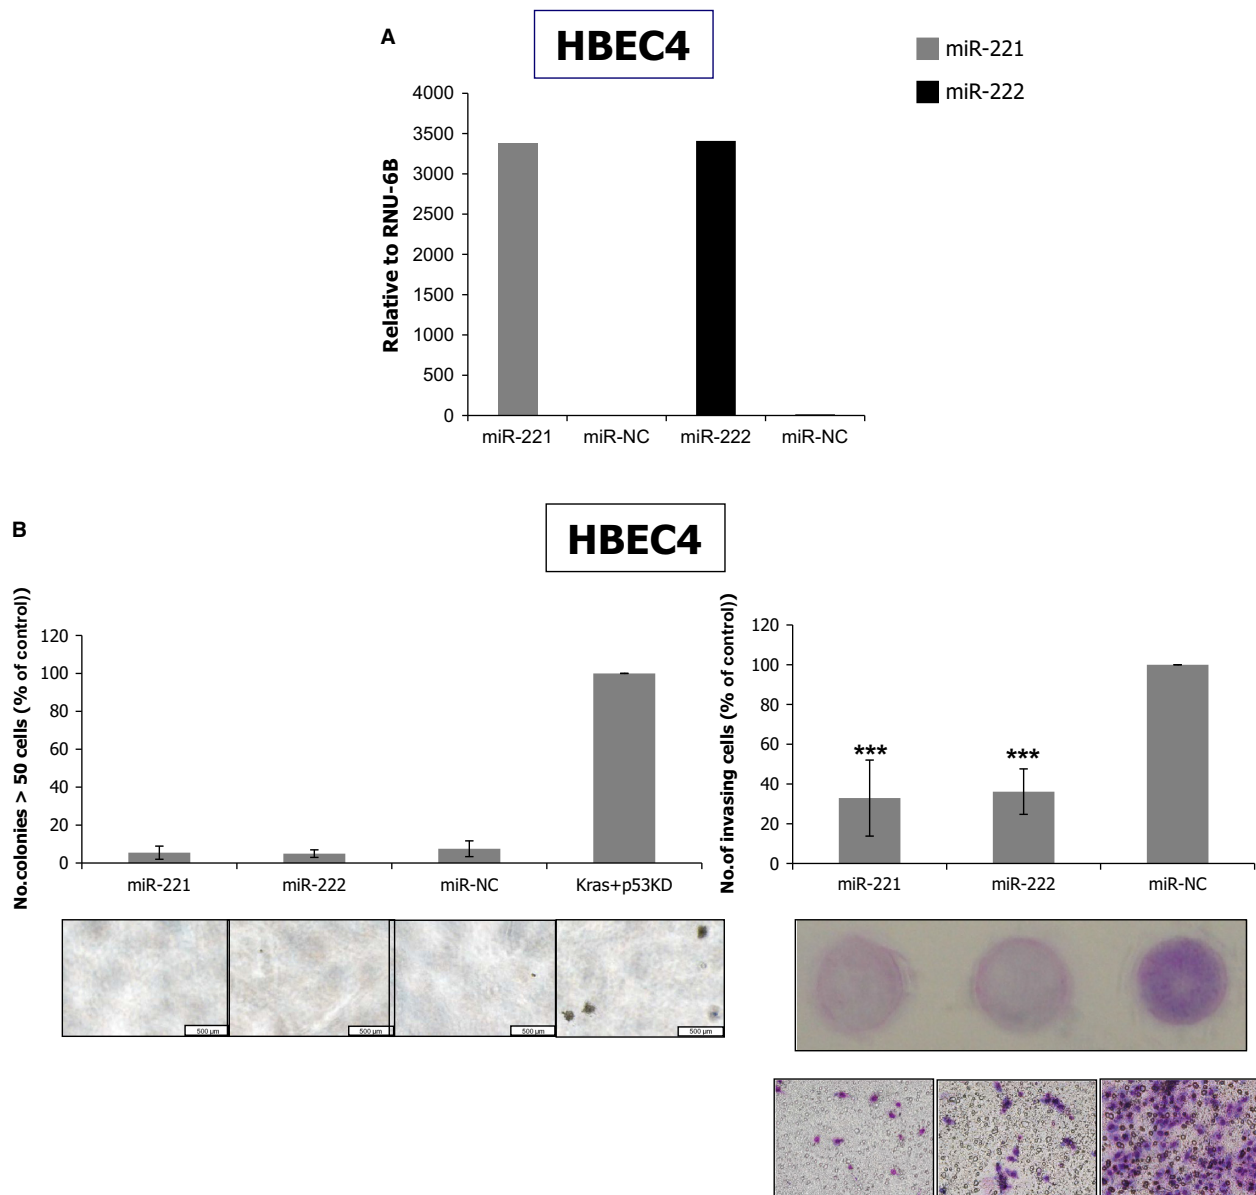 A
HBEC4
miR-221
miR-222
Relative to RNU-6B
4000
3500
3000
2500
2000
1500
1000
500
0
miR-221 miR-NC miR-222 miR-NC
B
HBEC4
No.colonies > 50 cells (% of control))
120
100
80
60
40
20
0
miR-221 miR-222 miR-NC Kras+p53KD
500 µm 500 µm 500 µm 500 µm
No.of invasing cells (% of control))
120
100
80
60
40
20
0
*** ***
miR-221 miR-222 miR-NC